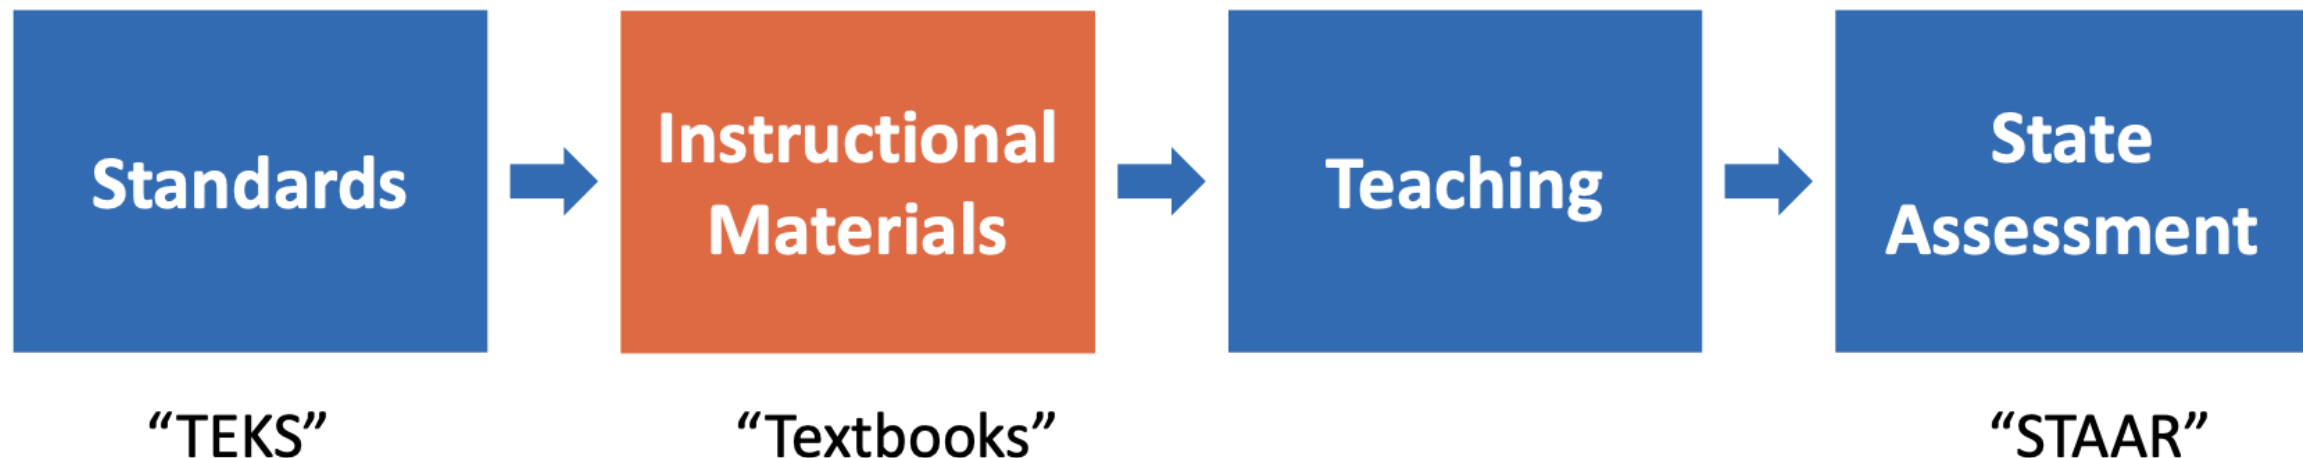 Standards
Instructional
Materials
Teaching
State
Assessment
“TEKS”
“Textbooks”
“STAAR”